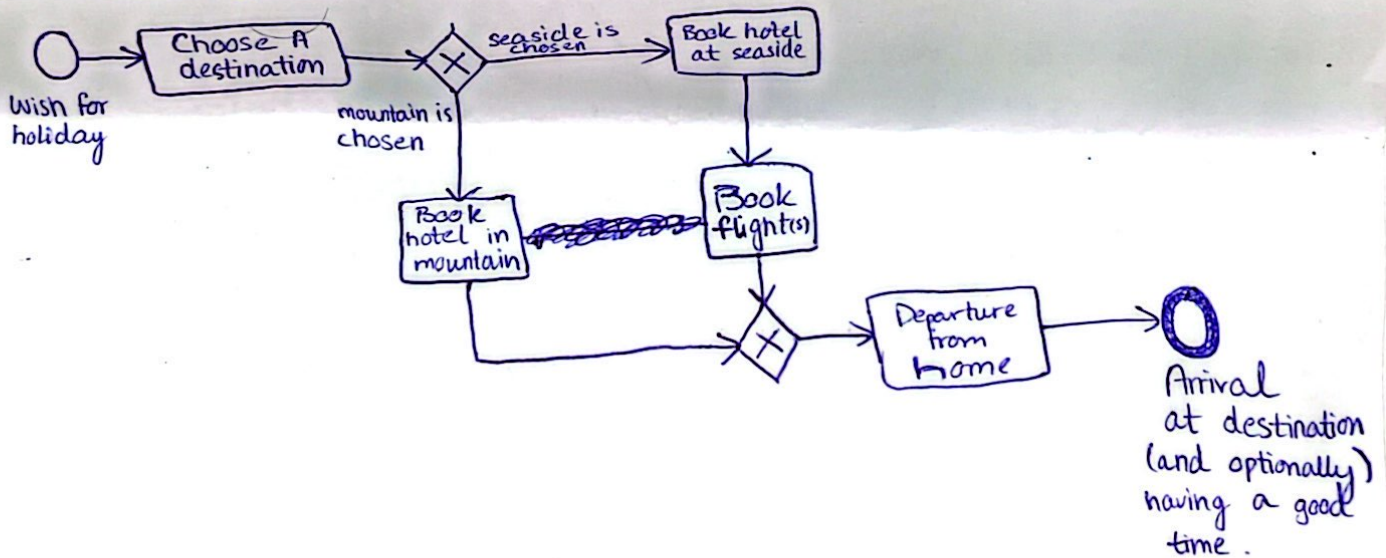 wish for
holiday
Choose A
destination
seaside is
chosen
Book hotel
at seaside
mountain is
chosen
Book
hotel in
mountain
Book
flight(s)
Departure
from
home
Arrival
at destination
(and optionally)
having a good
time.